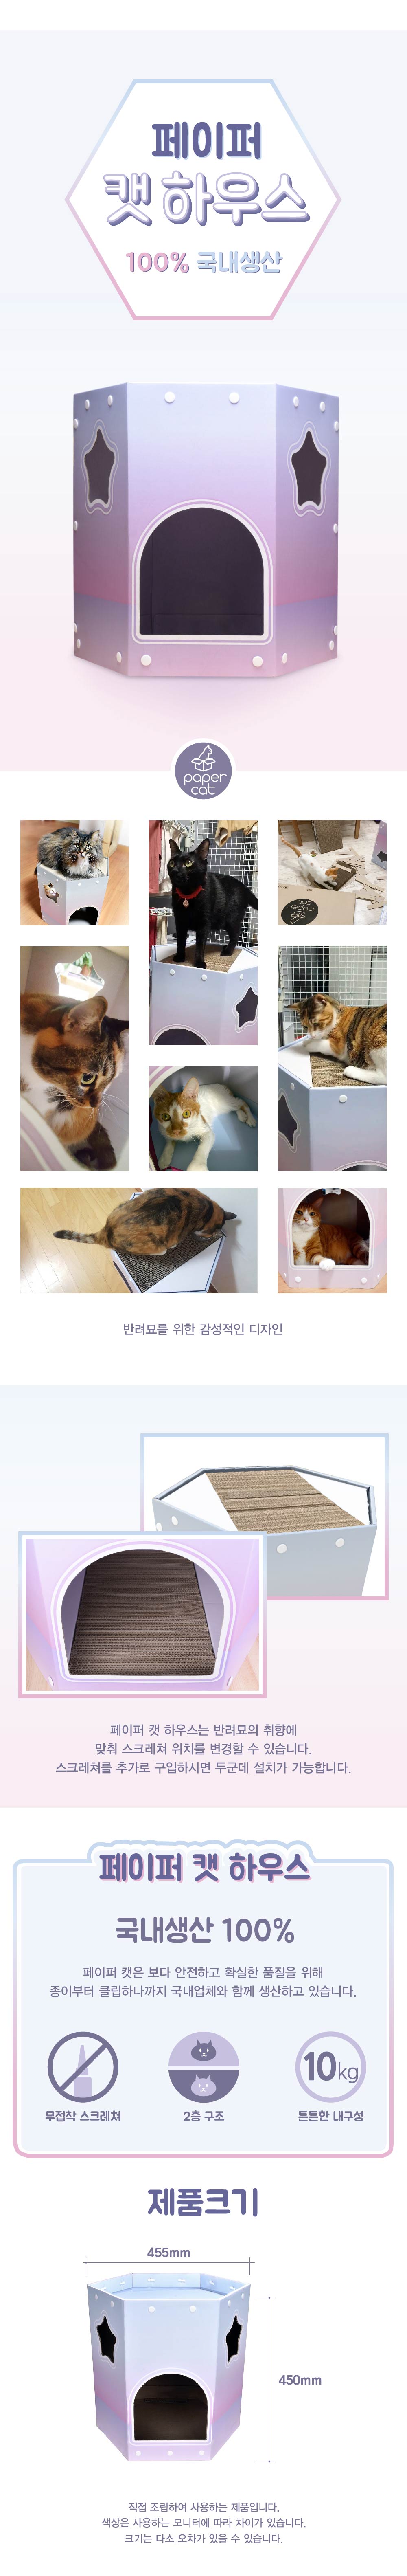 페이퍼
캣 하우스
100% 국내생산
paper
cat
반려묘를 위한 감성적인 디자인
페이퍼 캣 하우스는 반려묘의 취향에
맞춰 스크레쳐 위치를 변경할 수 있습니다.
스크레쳐를 추가로 구입하시면 두군데 설치가 가능합니다.
페이퍼 캣 하우스
국내생산 100%
페이퍼 캣은 보다 안전하고 확실한 품질을 위해
종이부터 클립하나까지 국내업체와 함께 생산하고 있습니다.
10kg
무접착 스크레쳐
2층 구조
튼튼한 내구성
제품크기
455mm
450mm
직접 조립하여 사용하는 제품입니다.
색상은 사용하는 모니터에 따라 차이가 있습니다.
크기는 다소 오차가 있을 수 있습니다.